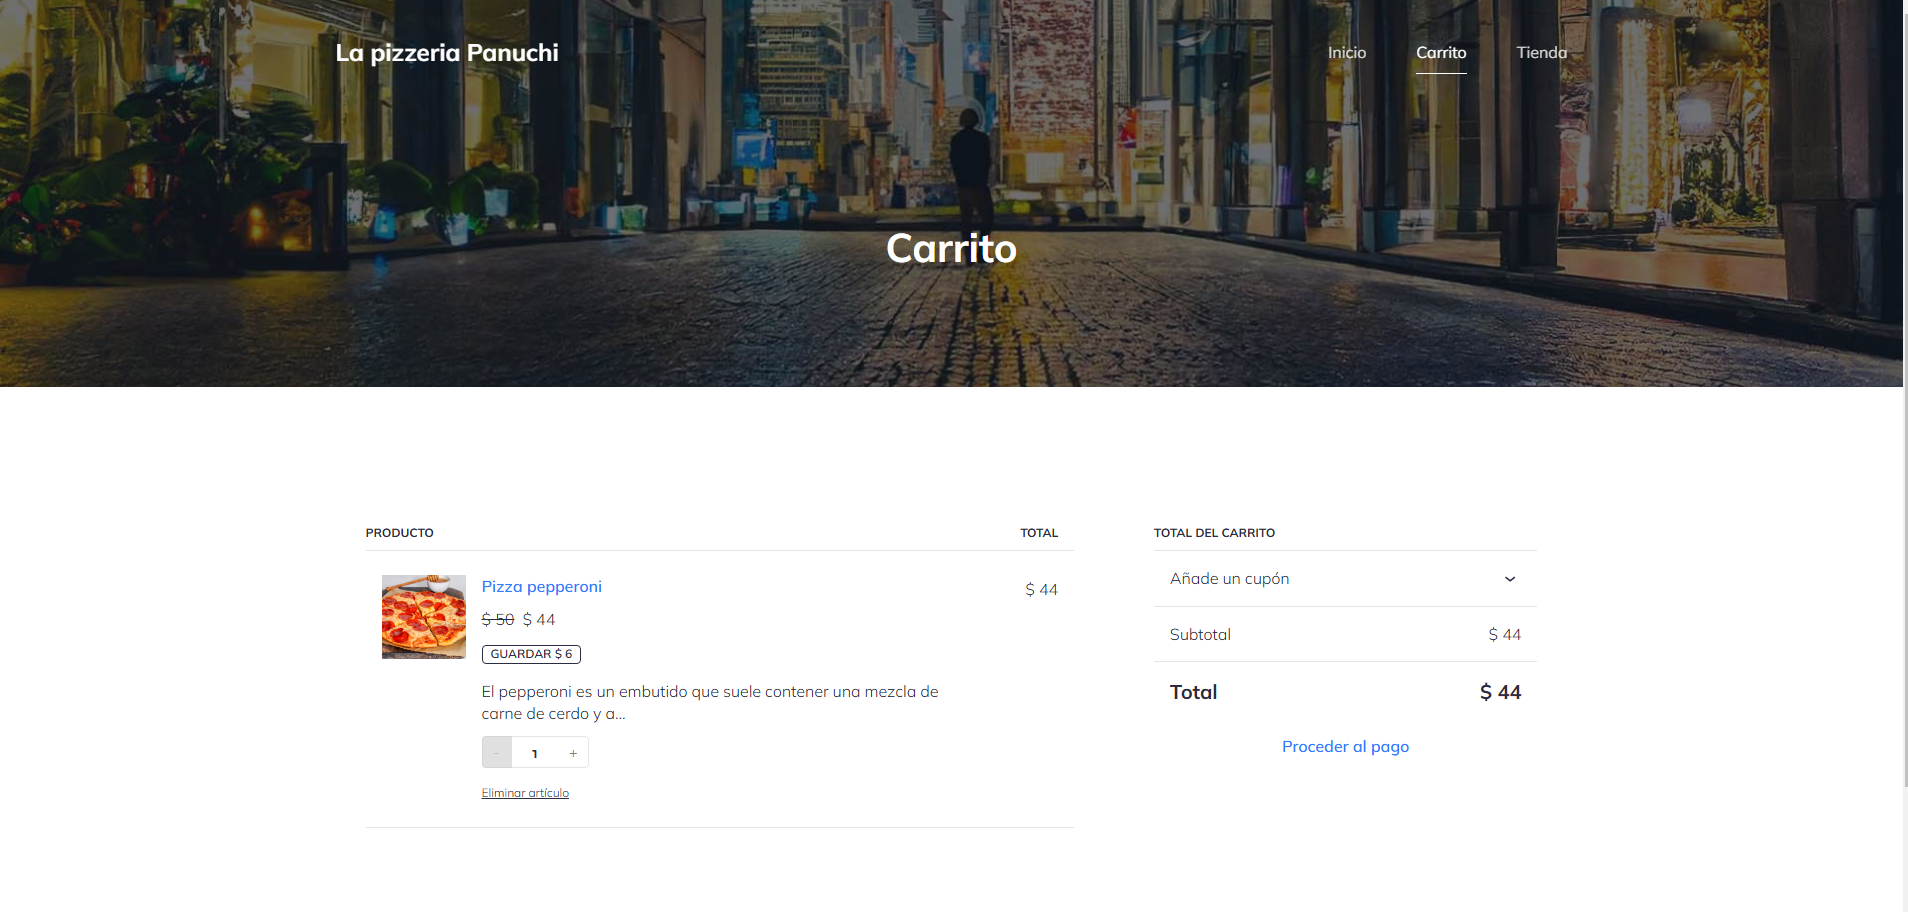 La pizzeria Panuchi
Inicio
Carrito
Tienda
Carrito
PRODUCTO
TOTAL
Pizza pepperoni
$ 44
$ 50 $ 44
GUARDAR $ 6
El pepperoni es un embutido que suele contener una mezcla de
carne de cerdo y a...
- 1 +
Eliminar artículo
TOTAL DEL CARRITO
Añade un cupón
Subtotal
$ 44
Total
$ 44
Proceder al pago